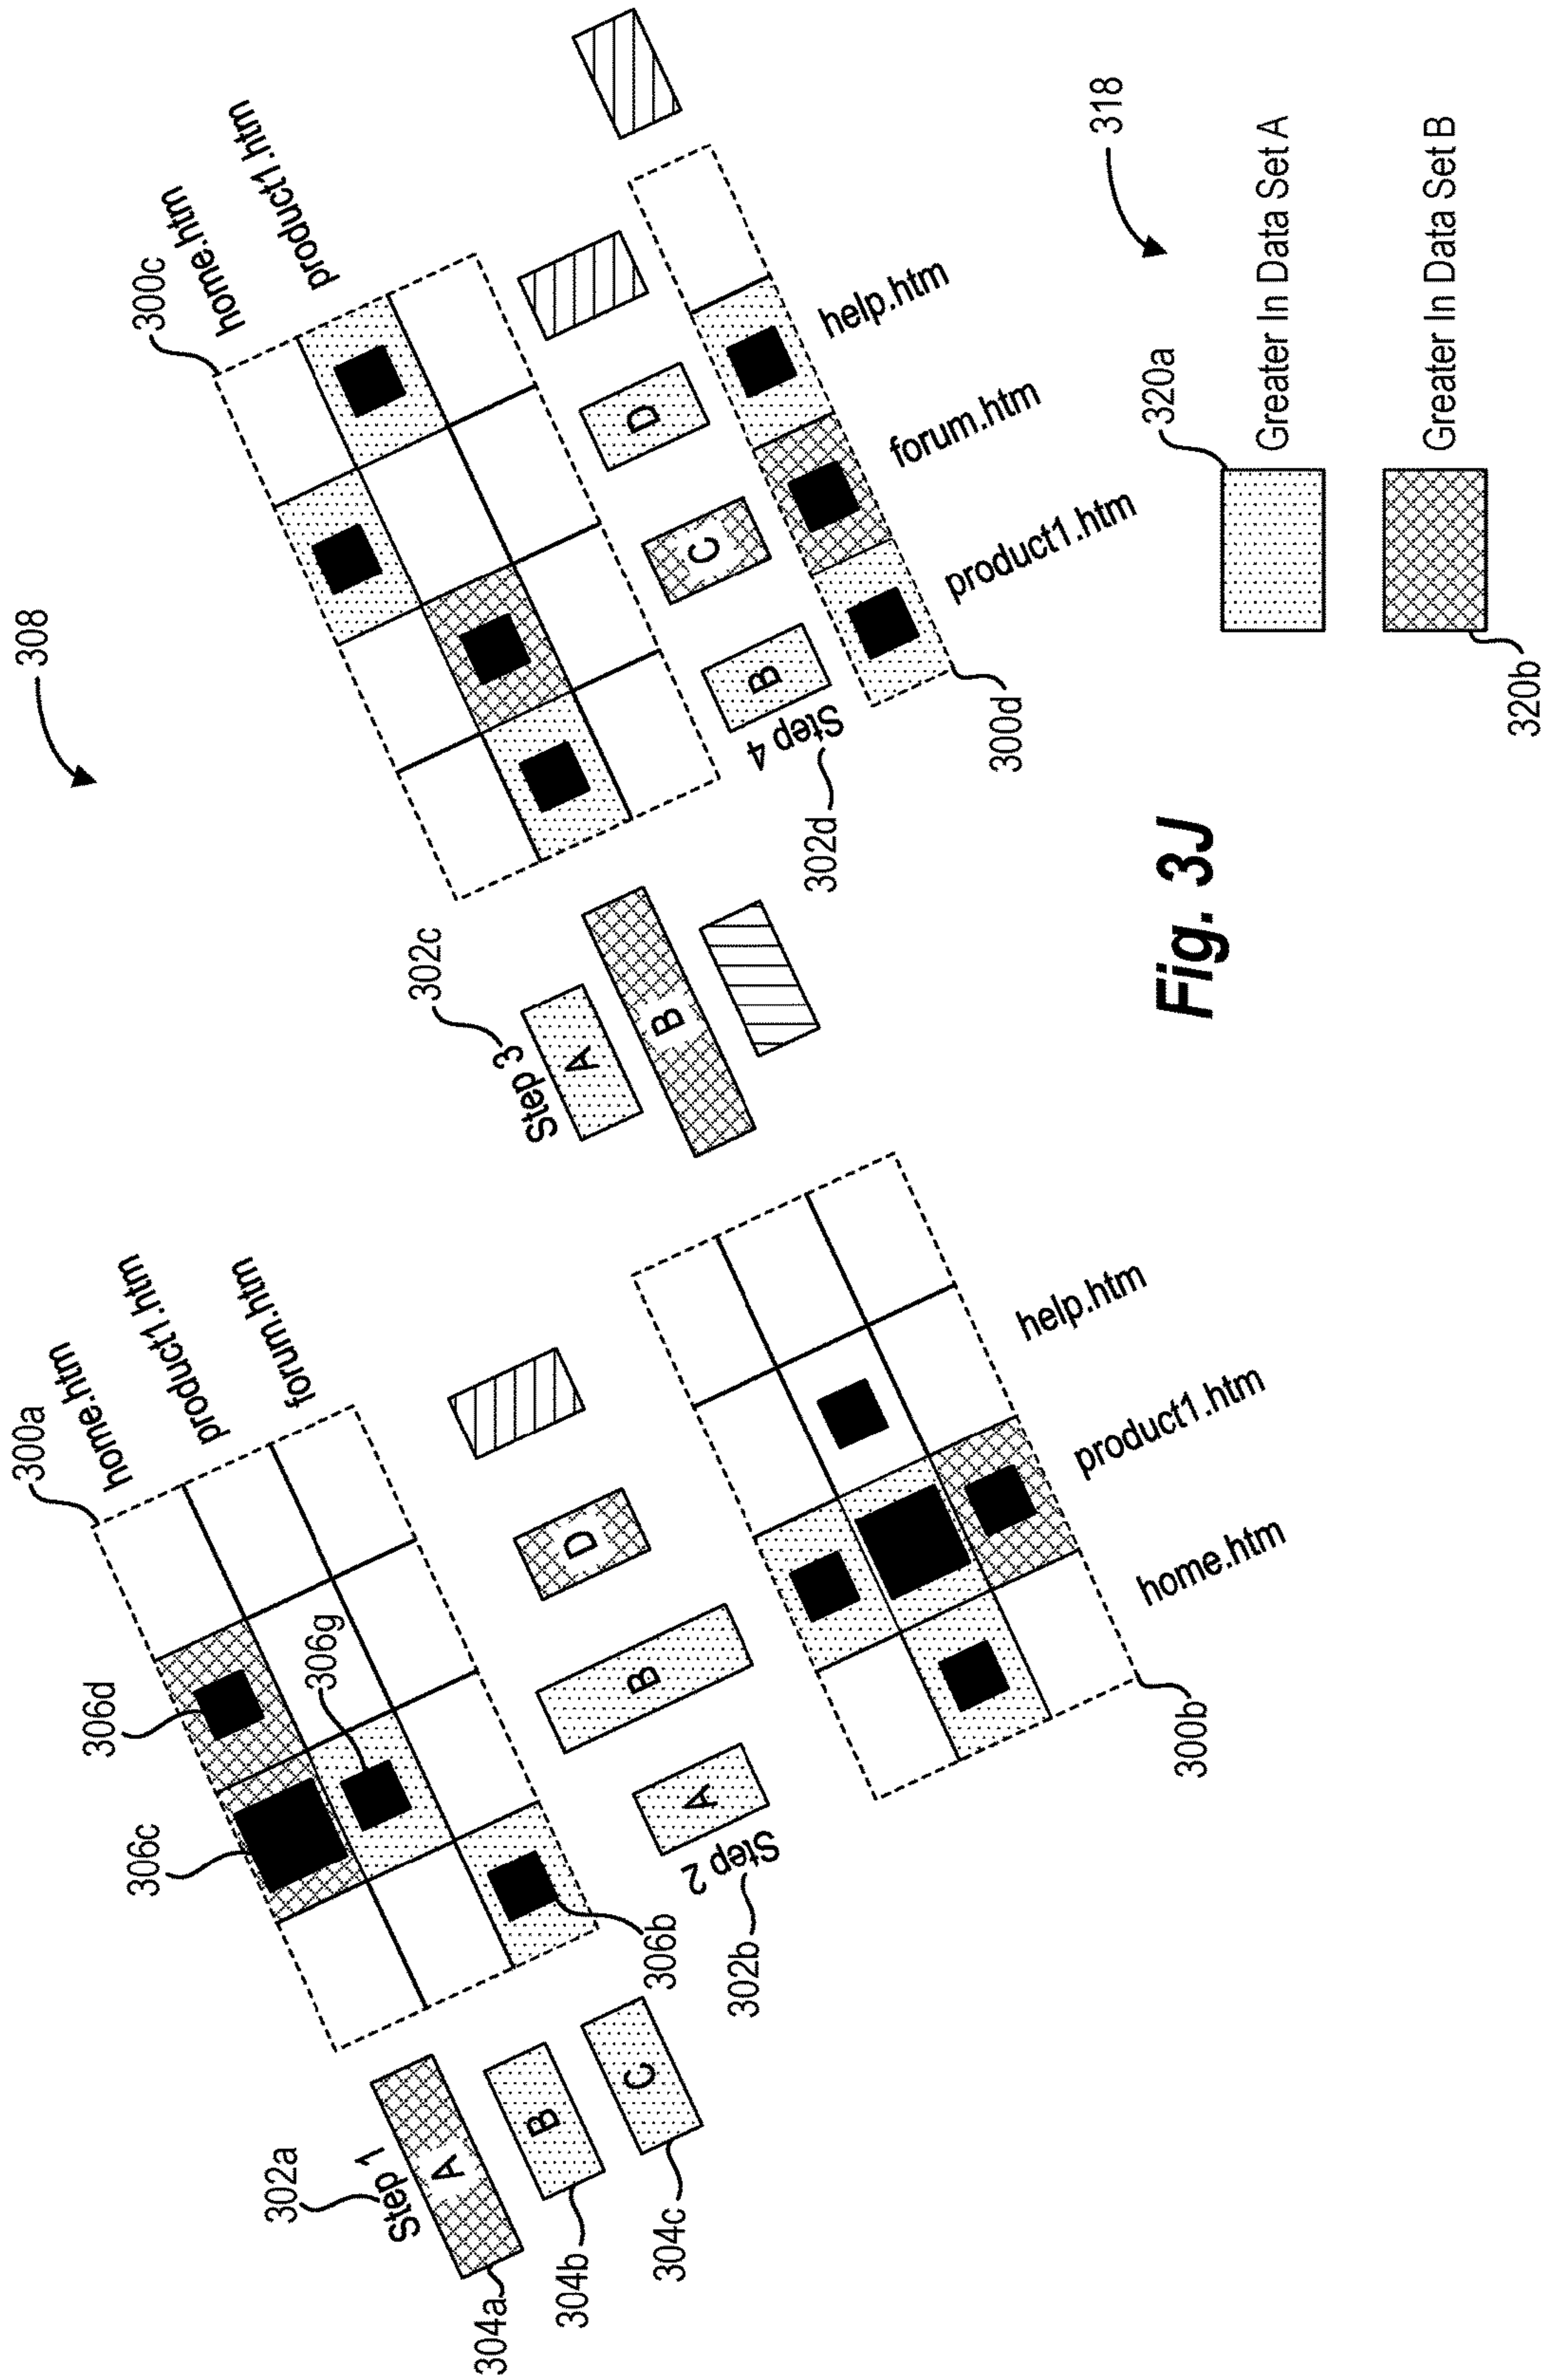 308
300a
home.htm
product1.htm
forum.htm
306d
306c
306g
306b
302a
Step 1
A
B
C
304a
304b
304c
A
B
D
Step 2
302b
300b
home.htm
product1.htm
help.htm
302c
Step 3
A
B
300c
home.htm
product1.htm
B
C
D
Step 4
302d
300d
product1.htm
forum.htm
help.htm
318
320a
Greater In Data Set A
320b
Greater In Data Set B
Fig. 3J